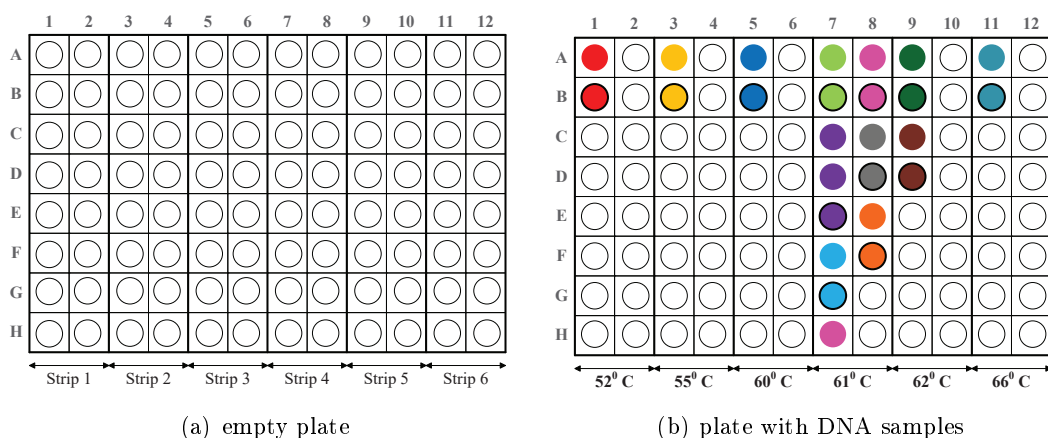 1 2 3 4 5 6 7 8 9 10 11 12
A
B
C
D
E
F
G
H
Strip 1 Strip 2 Strip 3 Strip 4 Strip 5 Strip 6
(a) empty plate
1 2 3 4 5 6 7 8 9 10 11 12
A
B
C
D
E
F
G
H
52⁰ C 55⁰ C 60⁰ C 61⁰ C 62⁰ C 66⁰ C
(b) plate with DNA samples